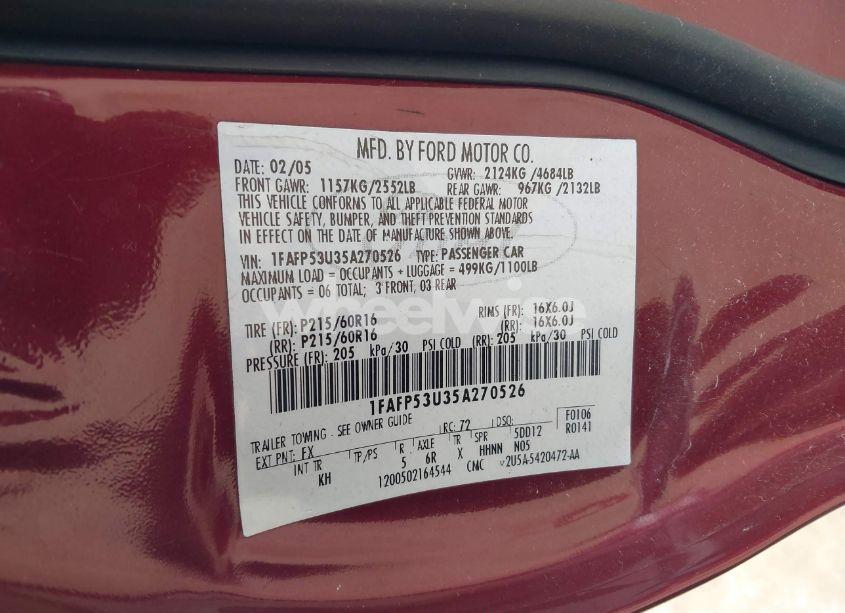 MFD. BY FORD MOTOR CO.
DATE: 02/05 GVWR: 2124KG /4684LB
FRONT GAWR: 1157KG/2552LB REAR GAWR: 967KG /2132LB
THIS VEHICLE CONFORMS TO ALL APPLICABLE FEDERAL MOTOR
VEHICLE SAFETY, BUMPER, AND THEFT PREVENTION STANDARDS
IN EFFECT ON THE DATE OF MANUFACTURE SHOWN ABOVE.
VIN: 1FAFP53U35A270526 TYPE: PASSENGER CAR
MAXIMUM LOAD = OCCUPANTS + LUGGAGE = 499KG/1100LB
OCCUPANTS = 06 TOTAL; 3 FRONT, 03 REAR
wheelwise
TIRE (FR): P215/60R16 RIMS (FR): 16X6.0J
(RR): P215/60R16 (RR): 16X6.0J
PRESSURE (FR): 205 kPa/30 PSI COLD (RR): 205 kPa/30 PSI COLD
1FAFP53U35A270526
TRAILER TOWING - SEE OWNER GUIDE
EXT PNT: FX RC: 72 DSO: F0106
R0141
INT TR TP/PS R AXLE TR SPR 5DD12
KH 5 6R X HHNN N05
1200502164544 CMC v2U5A-5420472-AA